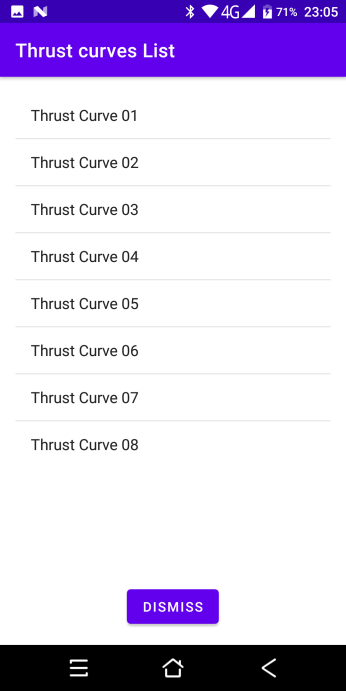 4G 71% 23:05
Thrust curves List
Thrust Curve 01
Thrust Curve 02
Thrust Curve 03
Thrust Curve 04
Thrust Curve 05
Thrust Curve 06
Thrust Curve 07
Thrust Curve 08
DISMISS